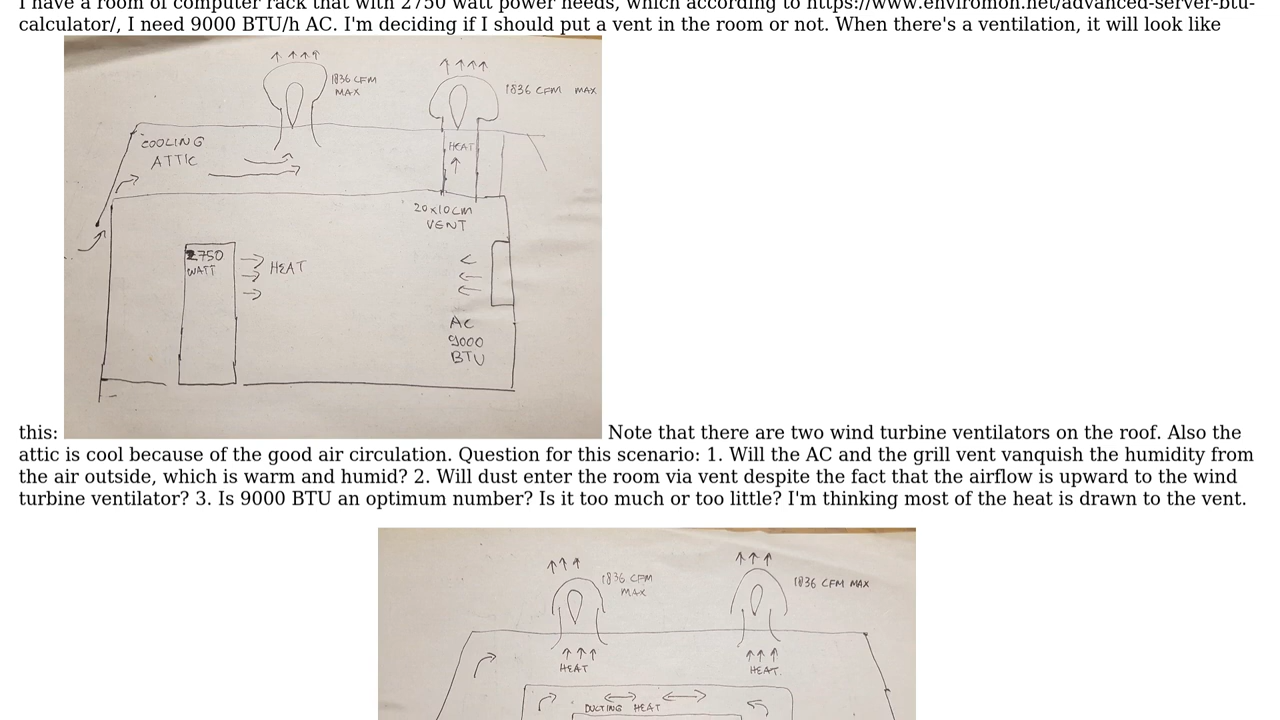 I have a room of computer rack that with 2750 watt power needs, which according to https://www.enviromon.net/advanced-server-btu-
calculator/, I need 9000 BTU/h AC. I'm deciding if I should put a vent in the room or not. When there's a ventilation, it will look like
1836 CFM
MAX
1836 CFM MAX
COOLING
ATTIC
HEAT
20x10CM
VENT
2750
WATT
HEAT
AC
9000
BTU
this:
Note that there are two wind turbine ventilators on the roof. Also the
attic is cool because of the good air circulation. Question for this scenario: 1. Will the AC and the grill vent vanquish the humidity from
the air outside, which is warm and humid? 2. Will dust enter the room via vent despite the fact that the airflow is upward to the wind
turbine ventilator? 3. Is 9000 BTU an optimum number? Is it too much or too little? I'm thinking most of the heat is drawn to the vent.
1836 CFM
MAX
1836 CFM MAX
HEAT
HEAT
DUCTING HEAT